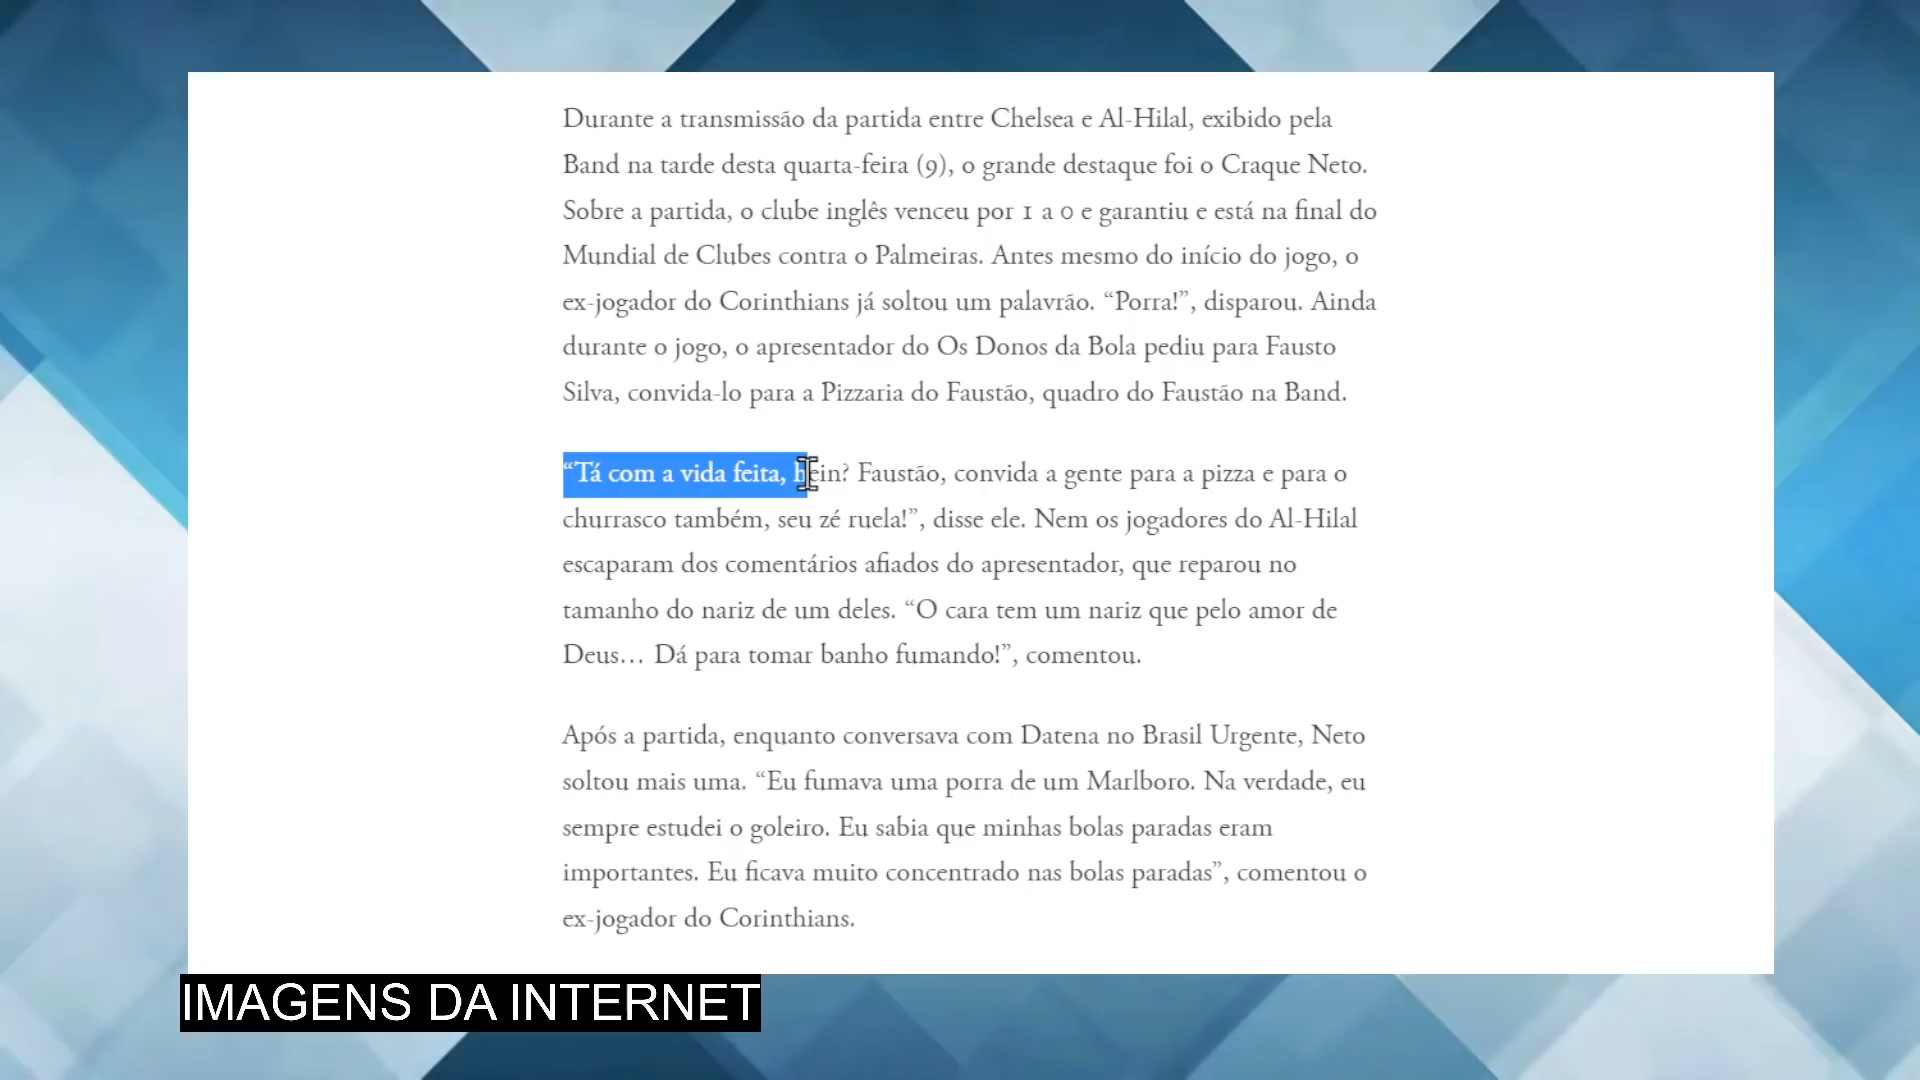 Durante a transmissão da partida entre Chelsea e Al-Hilal, exibido pela
Band na tarde desta quarta-feira (9), o grande destaque foi o Craque Neto.
Sobre a partida, o clube inglês venceu por 1 a 0 e garantiu e está na final do
Mundial de Clubes contra o Palmeiras. Antes mesmo do início do jogo, o
ex-jogador do Corinthians já soltou um palavrão. “Porra!”, disparou. Ainda
durante o jogo, o apresentador do Os Donos da Bola pediu para Fausto
Silva, convida-lo para a Pizzaria do Faustão, quadro do Faustão na Band.
“Tá com a vida feita, hein? Faustão, convida a gente para a pizza e para o
churrasco também, seu zé ruela!”, disse ele. Nem os jogadores do Al-Hilal
escaparam dos comentários afiados do apresentador, que reparou no
tamanho do nariz de um deles. “O cara tem um nariz que pelo amor de
Deus… Dá para tomar banho fumando!”, comentou.
Após a partida, enquanto conversava com Datena no Brasil Urgente, Neto
soltou mais uma. “Eu fumava uma porra de um Marlboro. Na verdade, eu
sempre estudei o goleiro. Eu sabia que minhas bolas paradas eram
importantes. Eu ficava muito concentrado nas bolas paradas”, comentou o
ex-jogador do Corinthians.
IMAGENS DA INTERNET